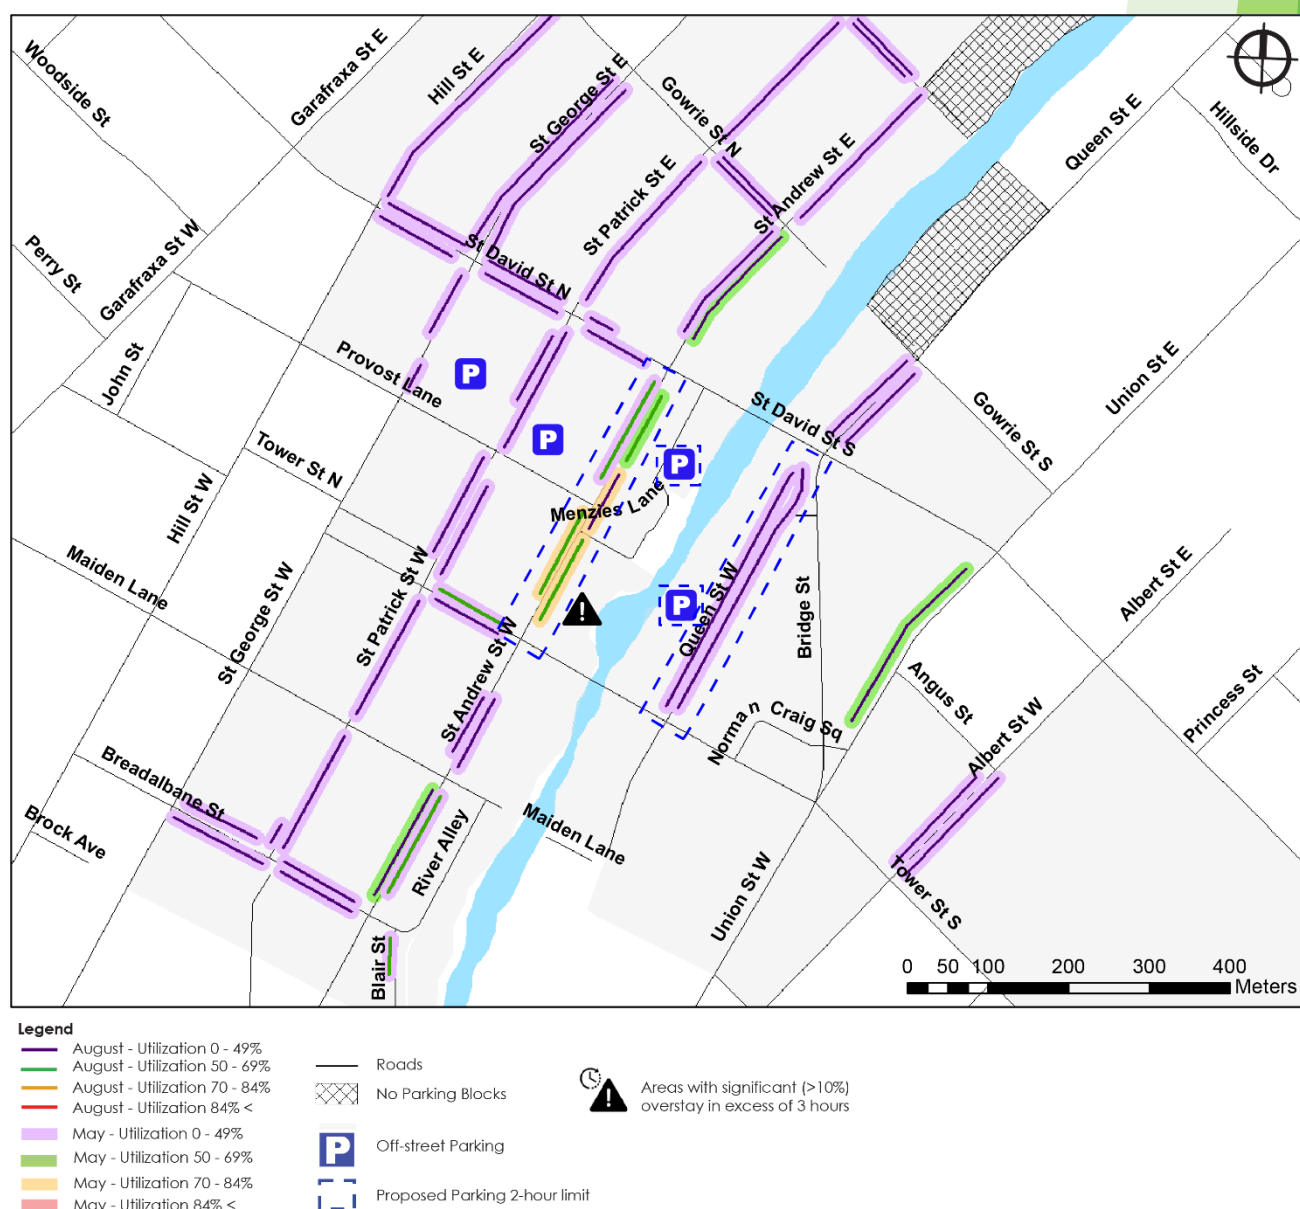 Woodside St
Garafraxa St E
Hill St E
St George St E
Gowrie St N
St Andrew St E
St Patrick St E
Queen St E
Hillside Dr
Perry St
Garafraxa St W
St David St N
John St
Provost Lane
Union St E
St David St S
Gowrie St S
Tower St N
Hill St W
Menzies Lane
Maiden Lane
St George St W
St Patrick St W
St Andrew St W
Queen St W
Bridge St
Albert St E
Angus St
Princess St
Norman Craig Sq
Albert St W
Breadalbane St
Brock Ave
River Alley
Maiden Lane
Union St W
Tower St S
Blair St
P
P
P
P
!
0 50 100 200 300 400
Meters
Legend
August - Utilization 0 - 49%
August - Utilization 50 - 69%
August - Utilization 70 - 84%
August - Utilization 84% <
May - Utilization 0 - 49%
May - Utilization 50 - 69%
May - Utilization 70 - 84%
May - Utilization 84% <
Roads
No Parking Blocks
P
Off-street Parking
Proposed Parking 2-hour limit
!
Areas with significant (>10%)
overstay in excess of 3 hours